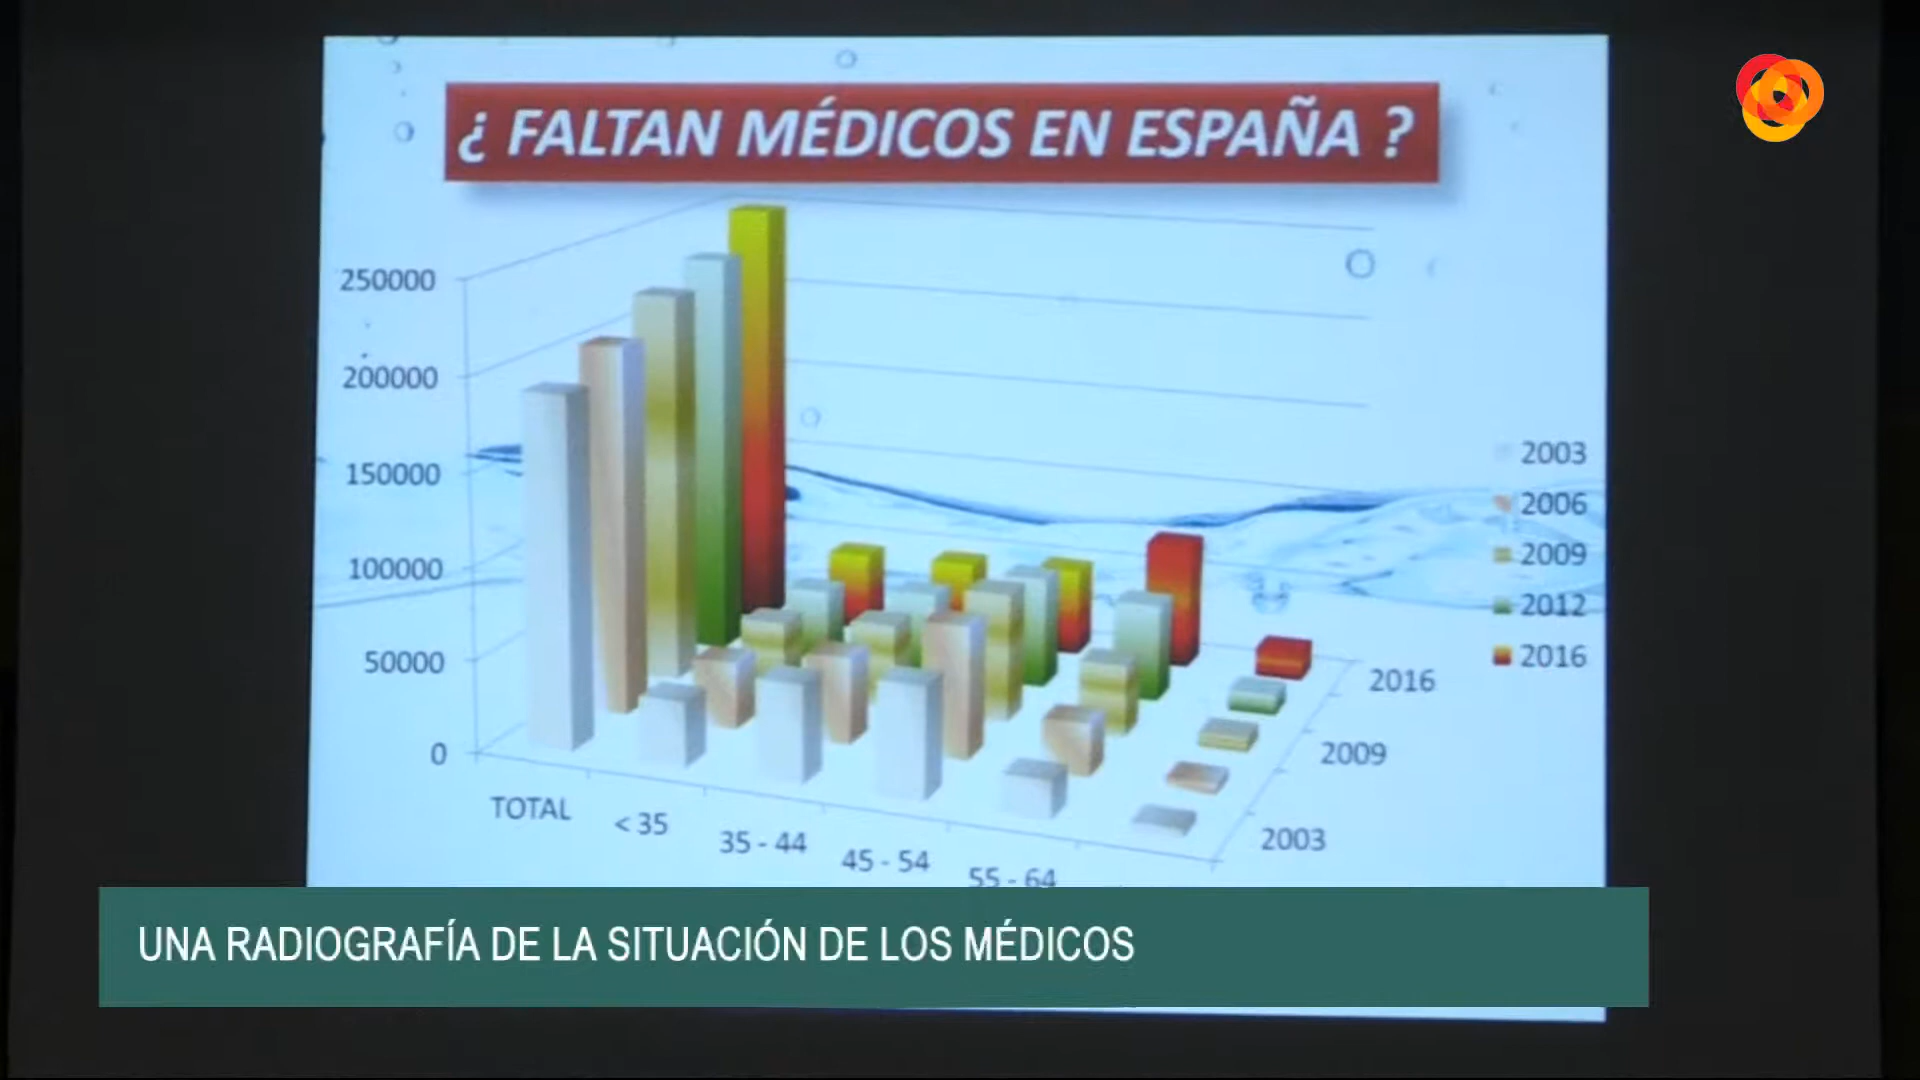 ¿ FALTAN MÉDICOS EN ESPAÑA ?
250000
200000
150000
100000
50000
0
TOTAL
< 35
35 - 44
45 - 54
55 - 64
2003
2009
2016
2003
2006
2009
2012
2016
UNA RADIOGRAFÍA DE LA SITUACIÓN DE LOS MÉDICOS